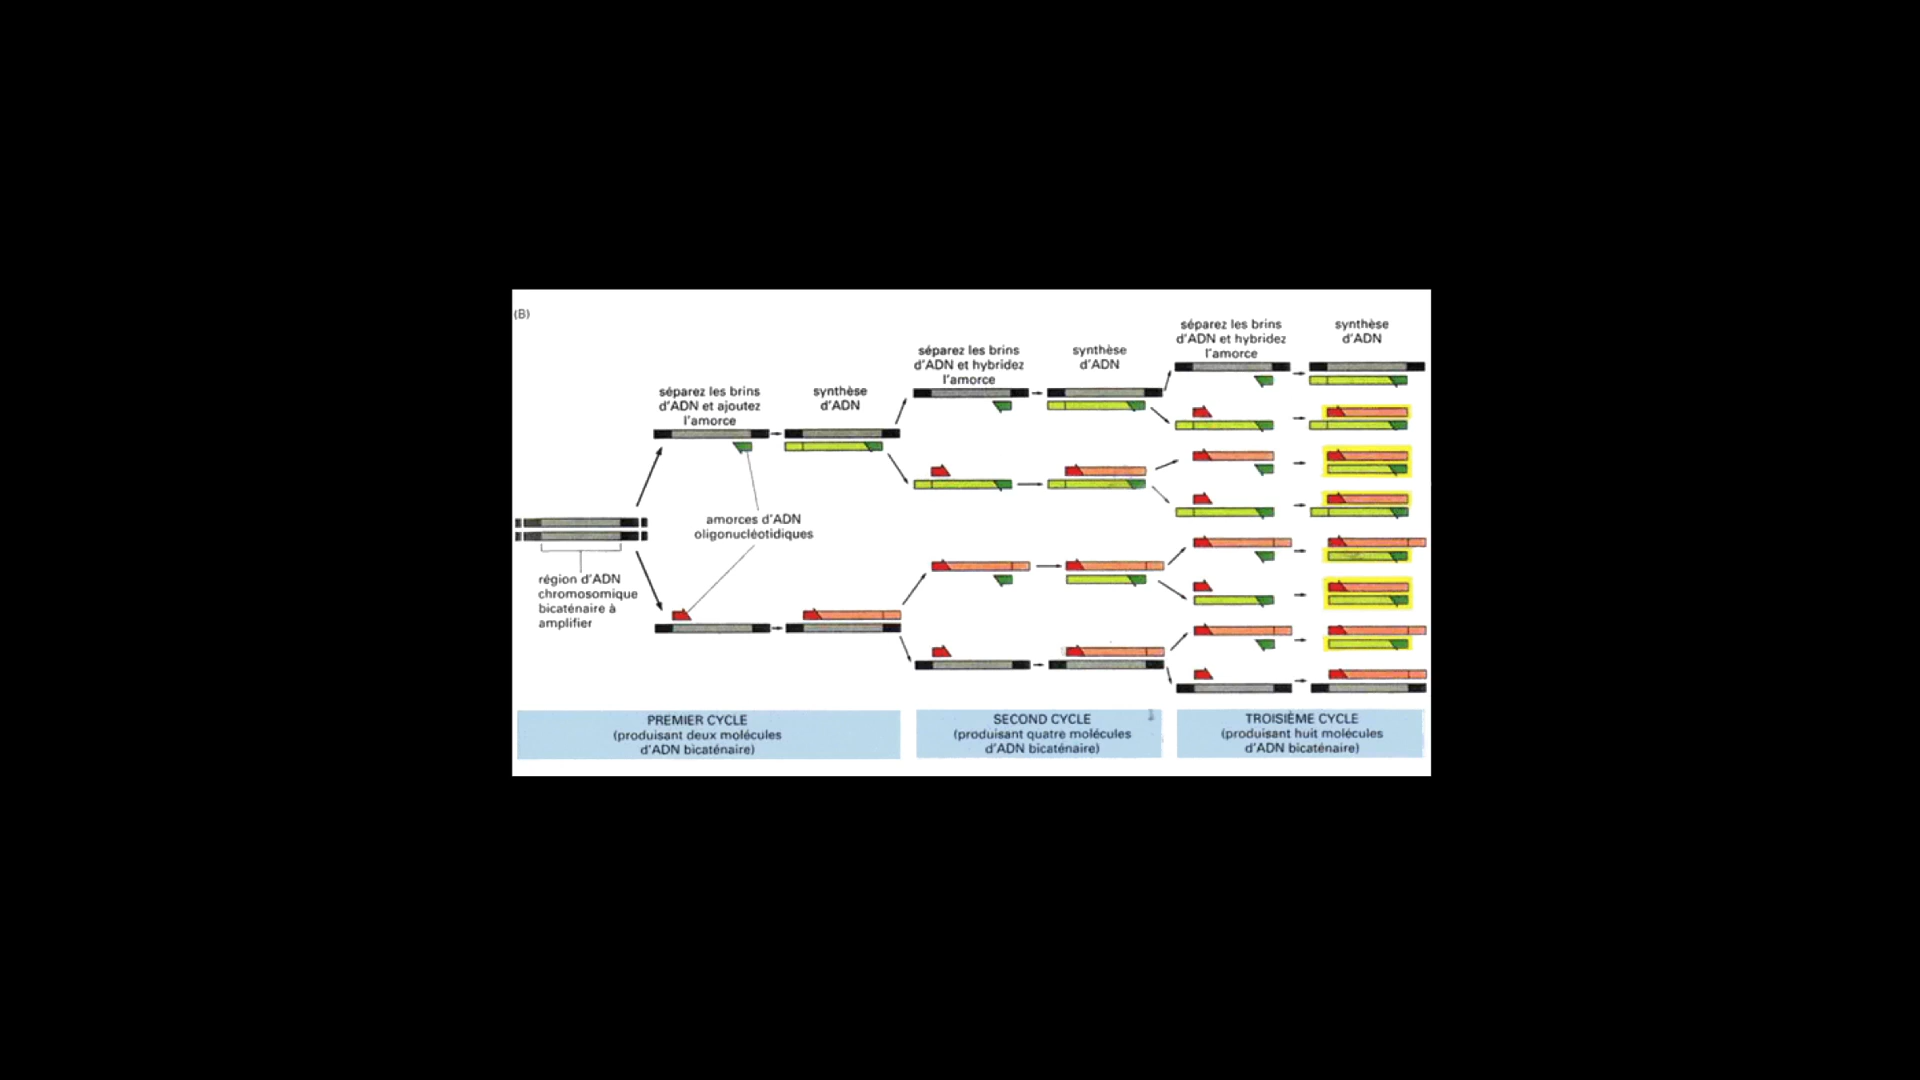 (B)
séparez les brins
d'ADN et ajoutez
l'amorce
synthèse
d'ADN
séparez les brins
d'ADN et hybridez
l'amorce
synthèse
d'ADN
séparez les brins
d'ADN et hybridez
l'amorce
synthèse
d'ADN
amorces d'ADN
oligonucléotidiques
région d'ADN
chromosomique
bicaténaire à
amplifier
PREMIER CYCLE
(produisant deux molécules
d'ADN bicaténaire)
SECOND CYCLE
(produisant quatre molécules
d'ADN bicaténaire)
TROISIÈME CYCLE
(produisant huit molécules
d'ADN bicaténaire)